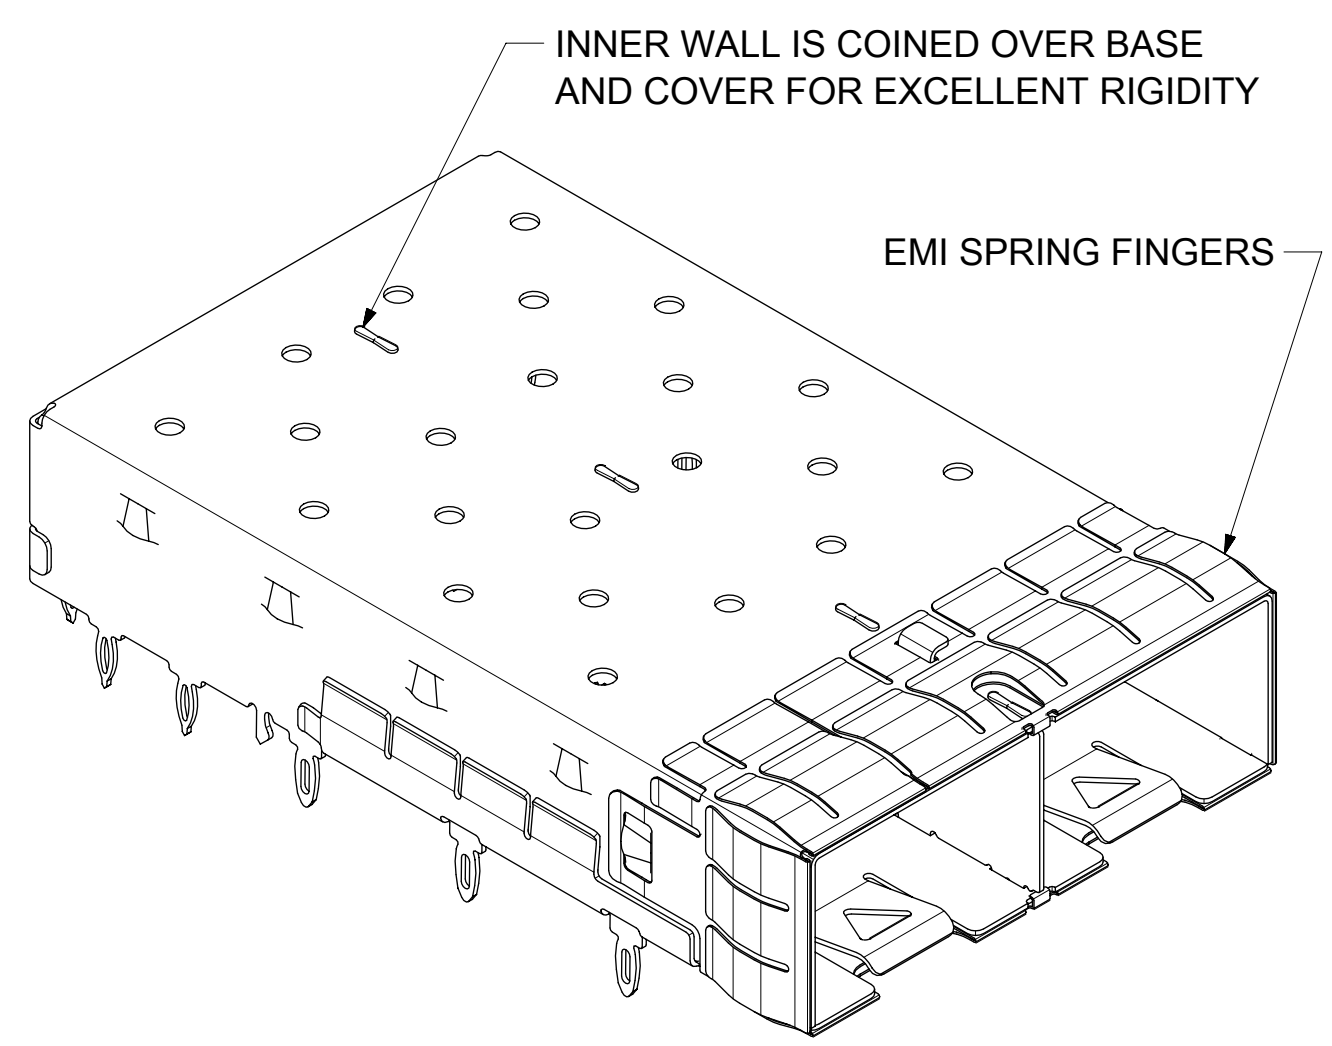 INNER WALL IS COINED OVER BASE
AND COVER FOR EXCELLENT RIGIDITY
EMI SPRING FINGERS